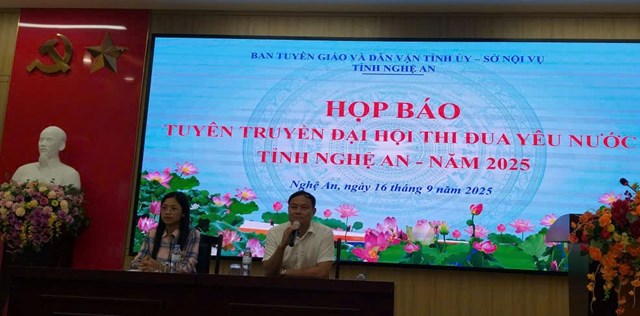 BAN TUYÊN GIÁO VÀ DÂN VẬN TỈNH ỦY – SỞ NỘI VỤ
TỈNH NGHỆ AN
HỌP BÁO
TUYÊN TRUYỀN ĐẠI HỘI THI ĐUA YÊU NƯỚC
TỈNH NGHỆ AN - NĂM 2025
Nghệ An, ngày 16 tháng 9 năm 2025